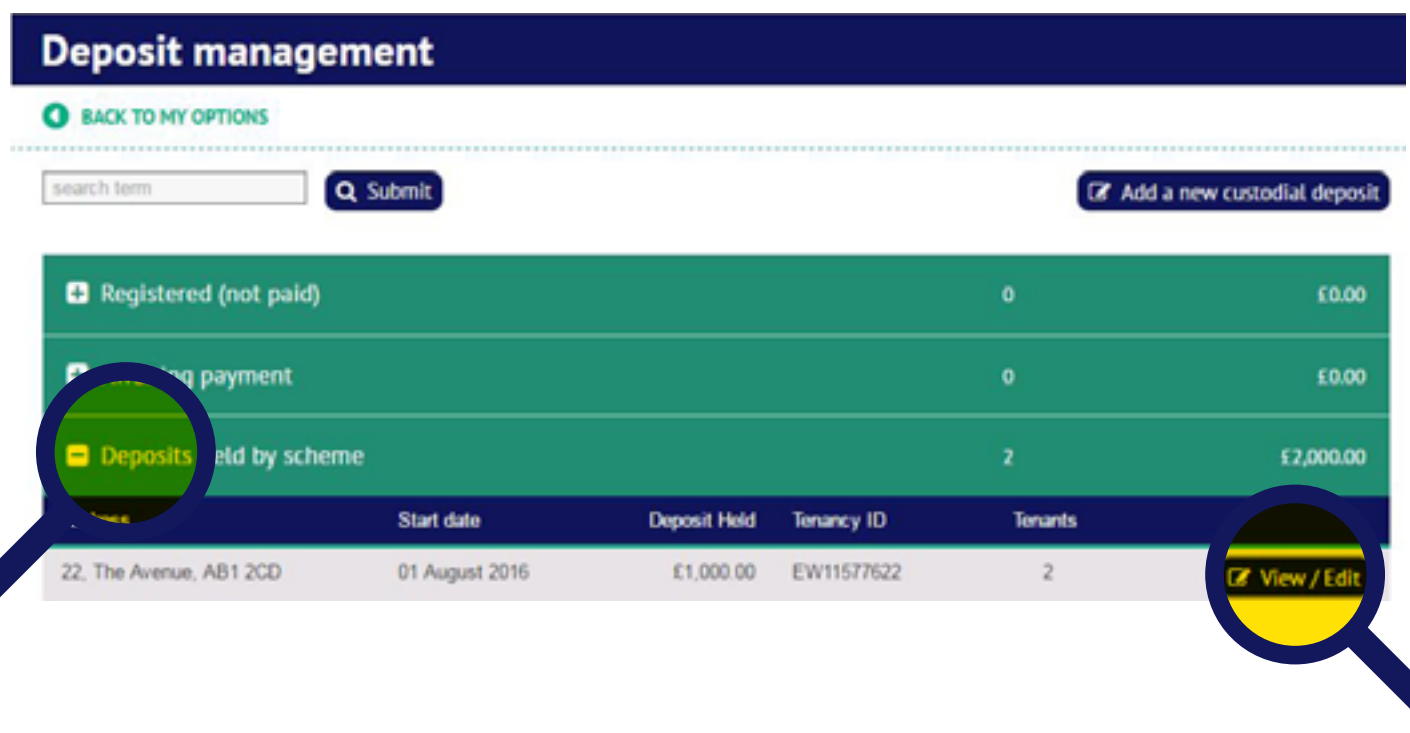 Deposit management
BACK TO MY OPTIONS
search term Submit Add a new custodial deposit
Registered (not paid) 0 £0.00
payment 0 £0.00
Deposits eld by scheme 2 £2,000.00
Start date Deposit Held Tenancy ID Tenants
22, The Avenue, AB1 2CD 01 August 2016 £1,000.00 EW11577622 2 View / Edit